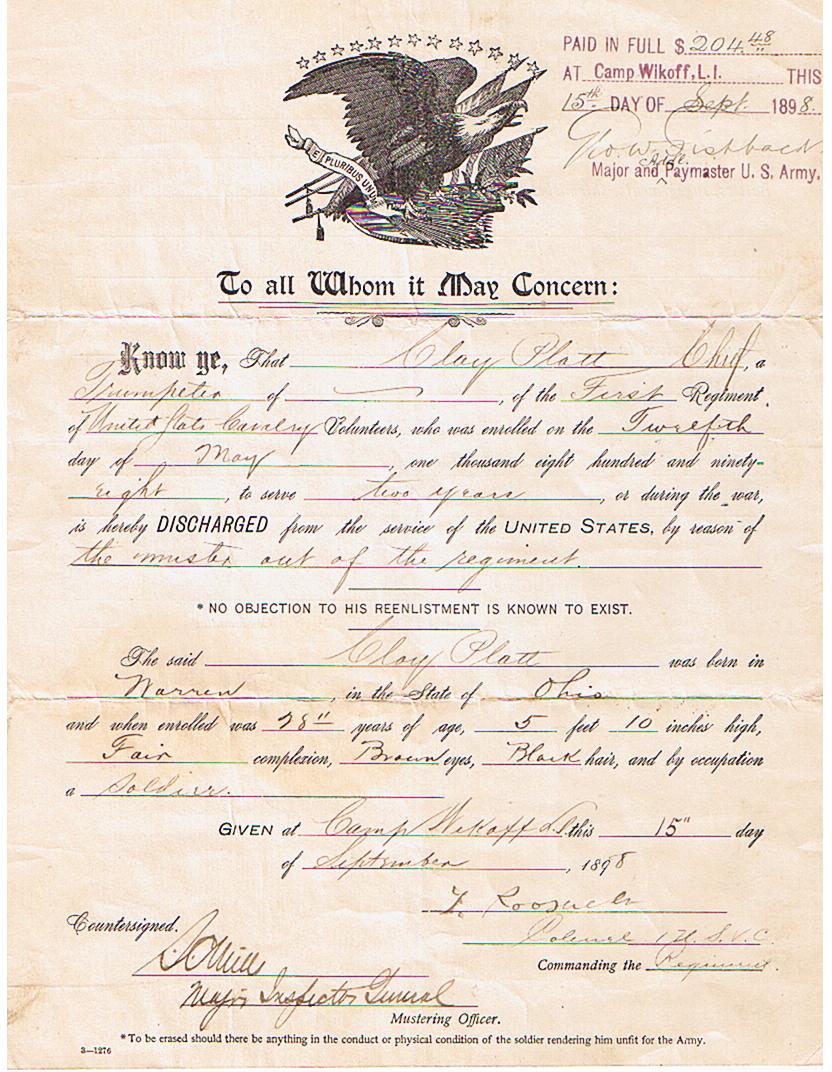 PAID IN FULL $ 204 48
AT Camp Wikoff, L.I. THIS
15th DAY OF Sept. 1898.
Geo. W. Fishback
Addl.
Major and Paymaster U. S. Army.
E PLURIBUS UNUM
To all Whom it May Concern:
Know ye, That Clay Platt Chief, a
Trumpeter of , of the First Regiment
of United Stats Cavalry Volunteers, who was enrolled on the Twelfth
day of May , one thousand eight hundred and ninety-
eight , to serve two years , or during the war,
is hereby DISCHARGED from the service of the UNITED STATES, by reason of
the muster out of the regiment.
* NO OBJECTION TO HIS REENLISTMENT IS KNOWN TO EXIST.
The said Clay Platt was born in
Warren , in the State of Ohio
and when enrolled was 28" years of age, 5 feet 10 inches high,
Fair complexion, Brown eyes, Black hair, and by occupation
a Soldier.
GIVEN at Camp Wikoff L.I. this 15" day
of September , 1898
T. Roosevelt
Countersigned.
Colonel 1 U.S.V.C.
Commanding the Regiment.
Major Inspector General
Mustering Officer.
*To be erased should there be anything in the conduct or physical condition of the soldier rendering him unfit for the Army.
3—1276